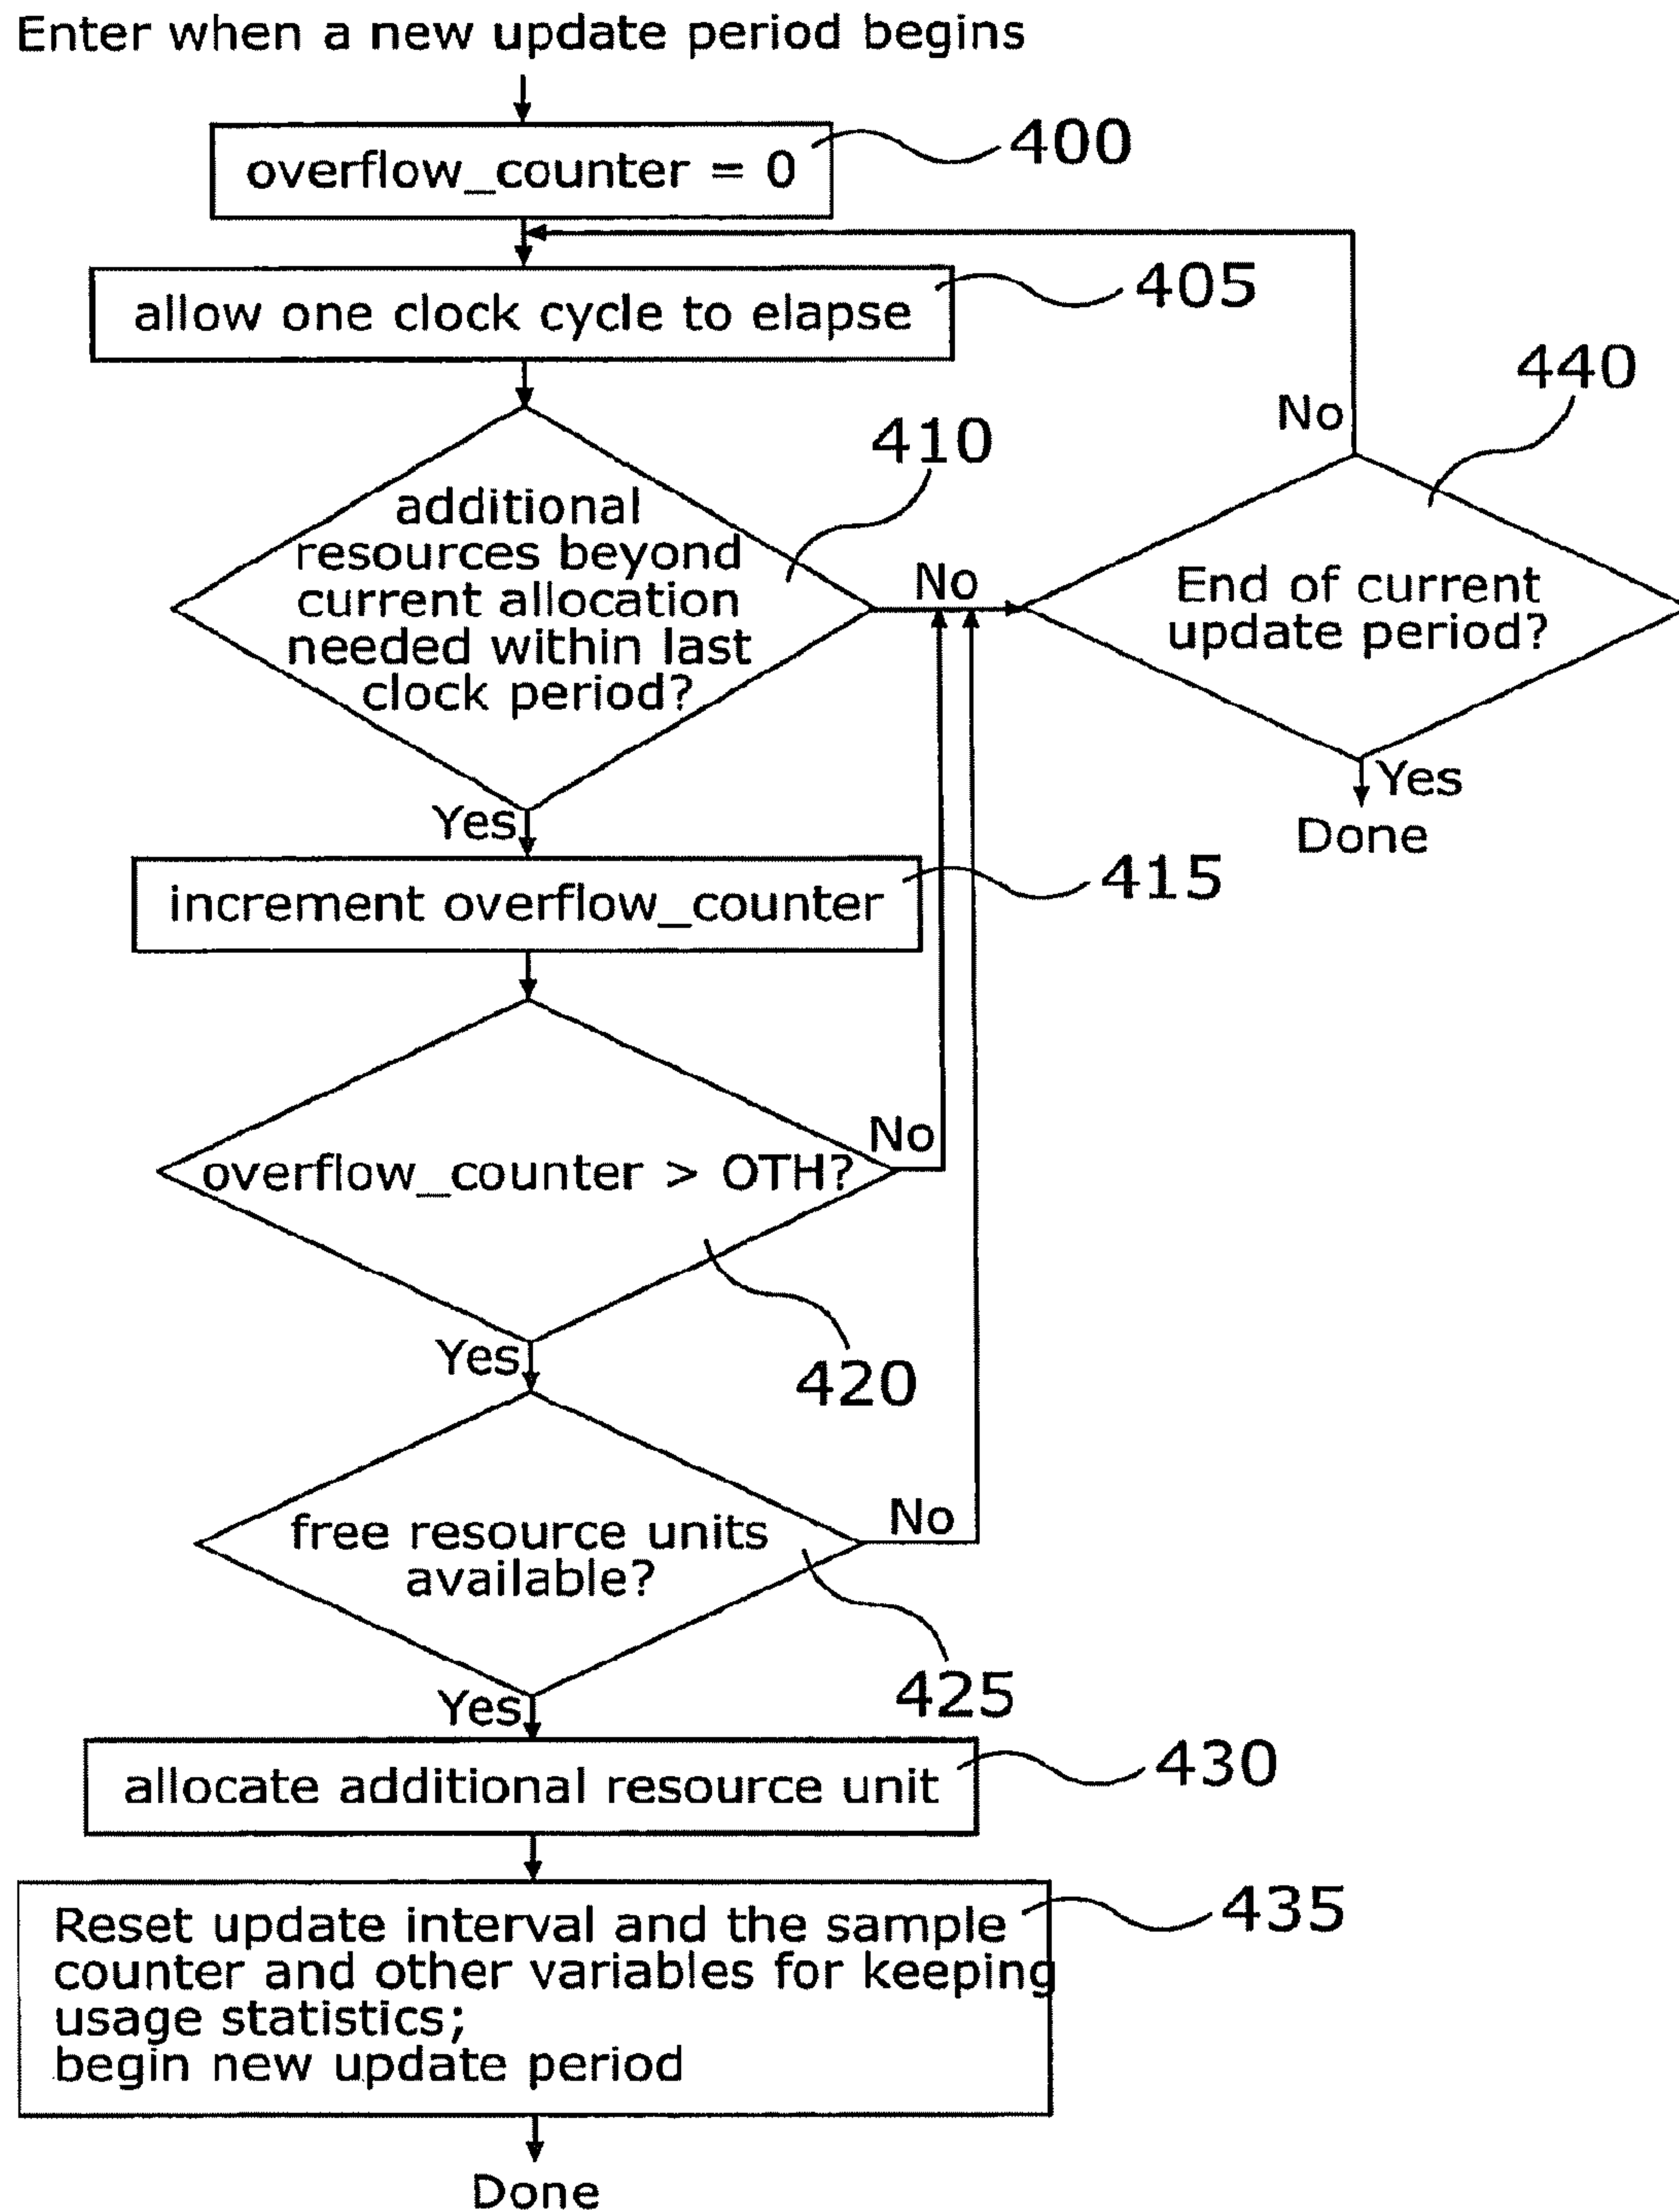 Enter when a new update period begins
overflow_counter = 0
400
allow one clock cycle to elapse
405
additional
resources beyond
current allocation
needed within last
clock period?
410
No
End of current
update period?
440
No
Yes
Done
Yes
increment overflow_counter
415
overflow_counter > OTH?
No
420
Yes
free resource units
available?
No
425
Yes
allocate additional resource unit
430
Reset update interval and the sample
counter and other variables for keeping
usage statistics;
begin new update period
435
Done